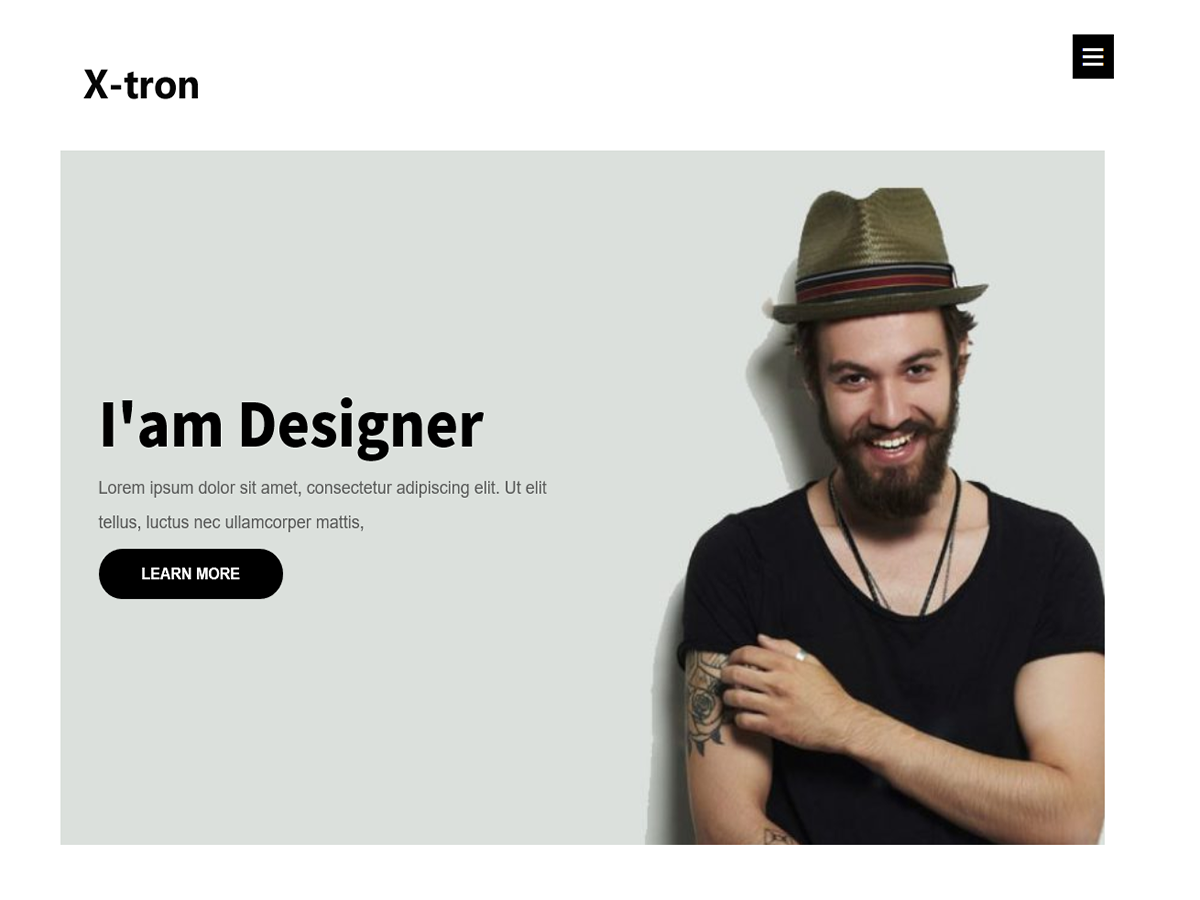 X-tron
I'am Designer
Lorem ipsum dolor sit amet, consectetur adipiscing elit. Ut elit
tellus, luctus nec ullamcorper mattis,
LEARN MORE